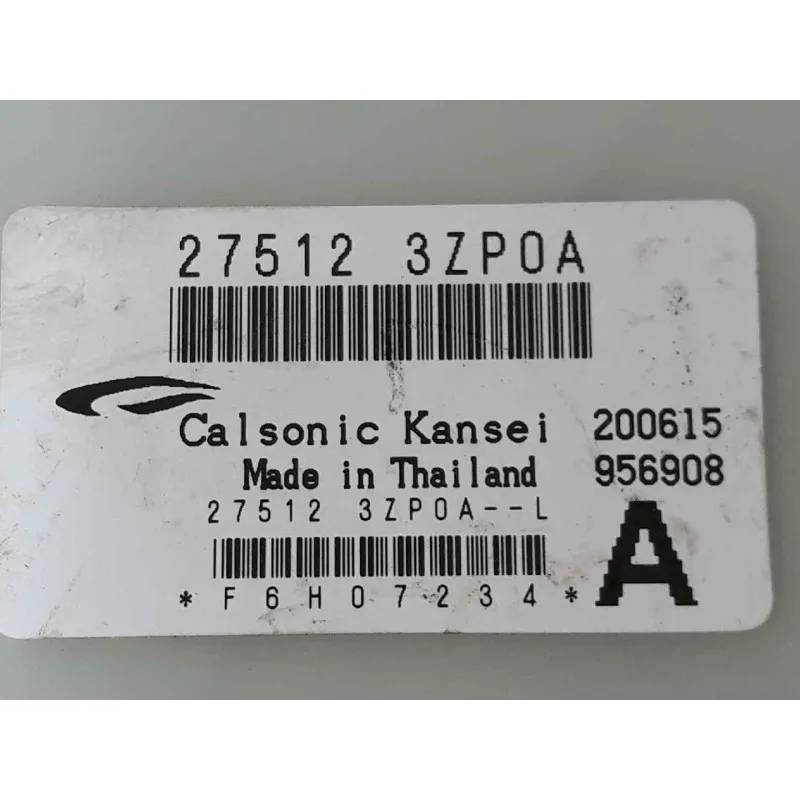 27512 3ZP0A
Calsonic Kansei 200615
Made in Thailand 956908
27512 3ZP0A--L
A
*F6H07234*